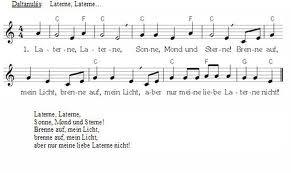 Daltanulás: Laterne, Laterne...
C F C F C F C
4 4
1. La - ter - ne, La - ter - ne, Son - ne, Mond und Ster - ne! Bren - ne auf,
G C G C F C G C
mein Licht, bren - ne auf, mein Licht, a - ber nur mei - ne lie - be La - ter - ne nicht!
Laterne, Laterne,
Sonne, Mond und Sterne!
Brenne auf, mein Licht,
brenne auf, mein Licht,
aber nur meine liebe Laterne nicht!